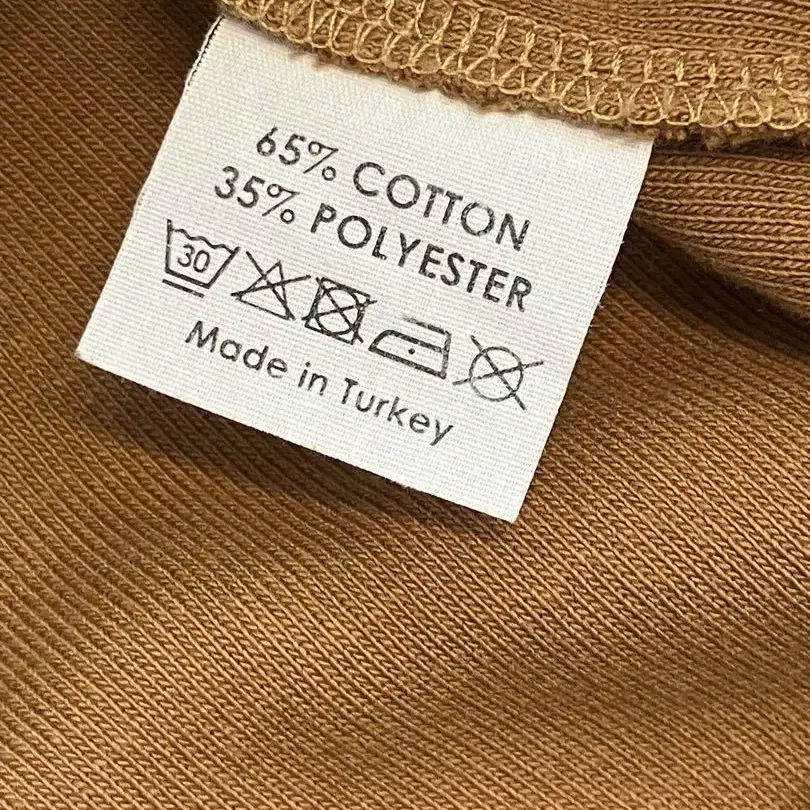 65% COTTON
35% POLYESTER
30
Made in Turkey